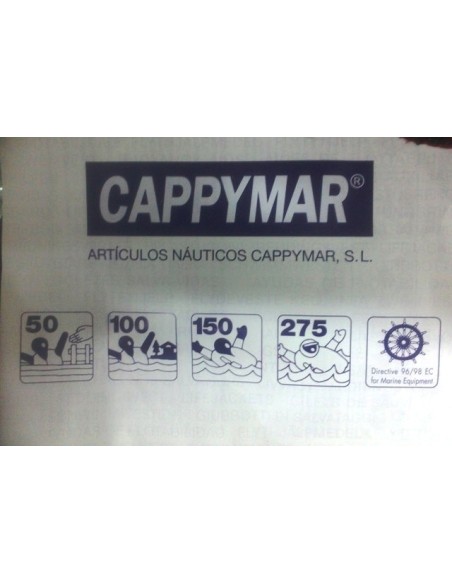 CAPPYMAR®
ARTÍCULOS NÁUTICOS CAPPYMAR, S.L.
50 100 150 275
Directive 96/98 EC
for Marine Equipment